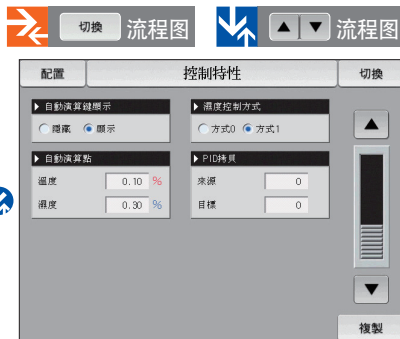 切換 流程图 ▲ ▼ 流程图
配置 控制特性 切換
▶ 自動演算鍵顯示
隱藏 顯示
▶ 濕度控制方式
方式0 方式1
▶ 自動演算點
溫度 0.10 %
濕度 0.30 %
▶ PID拷貝
來源 0
目標 0
▲
▼
複製